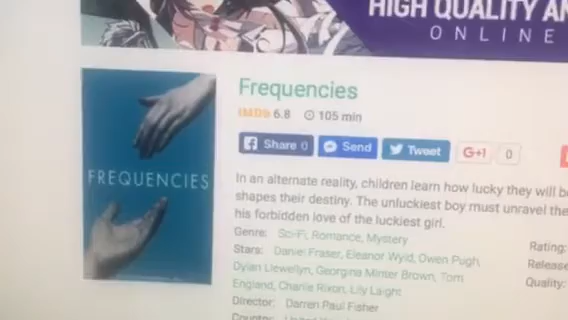 HIGH QUALITY
ONLINE
Frequencies
IMDb 6.8 105 min
Share 0 Send Tweet G+1 0
FREQUENCIES
In an alternate reality, children learn how lucky they will
shapes their destiny. The unluckiest boy must unravel the
his forbidden love of the luckiest girl.
Genre: Sci-Fi, Romance, Mystery
Rating:
Stars: Daniel Fraser, Eleanor Wyld, Owen Pugh,
Release
Dylan Llewellyn, Georgina Minter Brown, Tom
Quality:
England, Charlie Rixon, Lily Laight
Director: Darren Paul Fisher